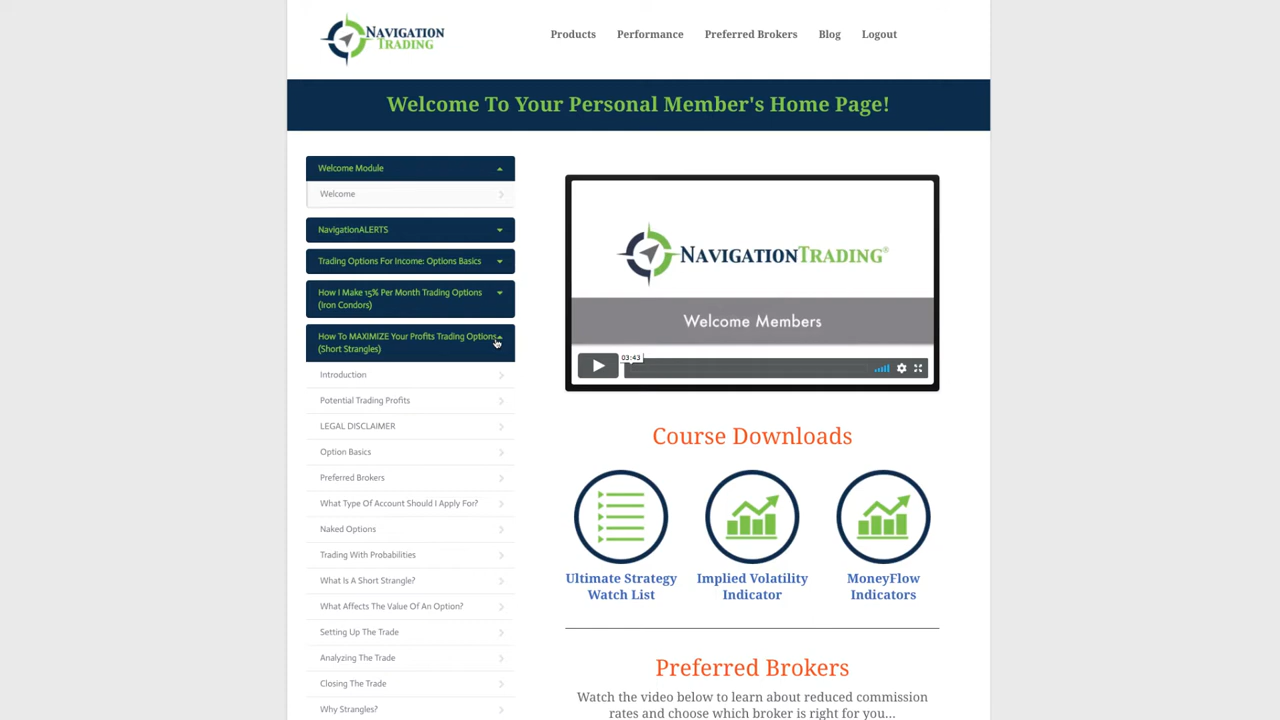 NAVIGATION
TRADING
Products Performance Preferred Brokers Blog Logout
Welcome To Your Personal Member's Home Page!
Welcome Module
Welcome
NavigationALERTS
Trading Options For Income: Options Basics
How I Make 15% Per Month Trading Options
(Iron Condors)
How To MAXIMIZE Your Profits Trading Options
(Short Strangles)
Introduction
Potential Trading Profits
LEGAL DISCLAIMER
Option Basics
Preferred Brokers
What Type Of Account Should I Apply For?
Naked Options
Trading With Probabilities
What Is A Short Strangle?
What Affects The Value Of An Option?
Setting Up The Trade
Analyzing The Trade
Closing The Trade
Why Strangles?
NAVIGATIONTRADING®
Welcome Members
03:43
Course Downloads
Ultimate Strategy
Watch List
Implied Volatility
Indicator
MoneyFlow
Indicators
Preferred Brokers
Watch the video below to learn about reduced commission
rates and choose which broker is right for you...